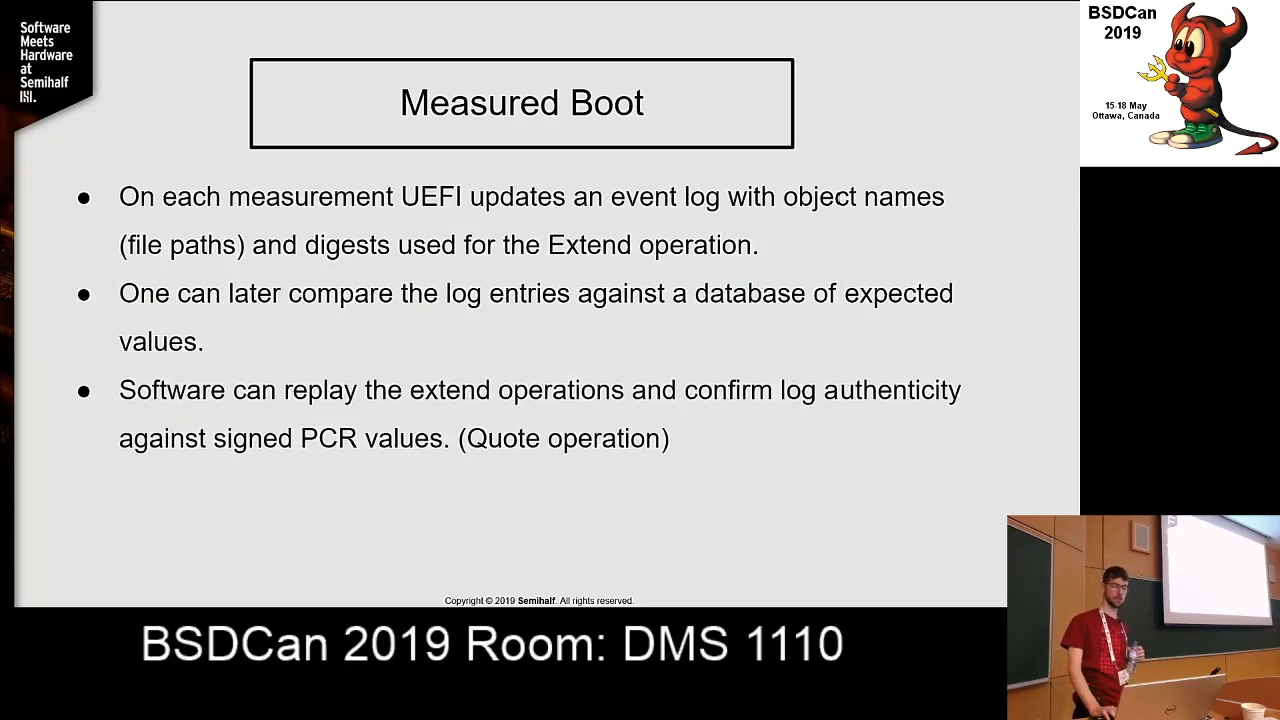 Software
Meets
Hardware
at
Semihalf
Measured Boot
● On each measurement UEFI updates an event log with object names
(file paths) and digests used for the Extend operation.
● One can later compare the log entries against a database of expected
values.
● Software can replay the extend operations and confirm log authenticity
against signed PCR values. (Quote operation)
Copyright © 2019 Semihalf. All rights reserved.
BSDCan
2019
15-18 May
Ottawa, Canada
BSDCan 2019 Room: DMS 1110